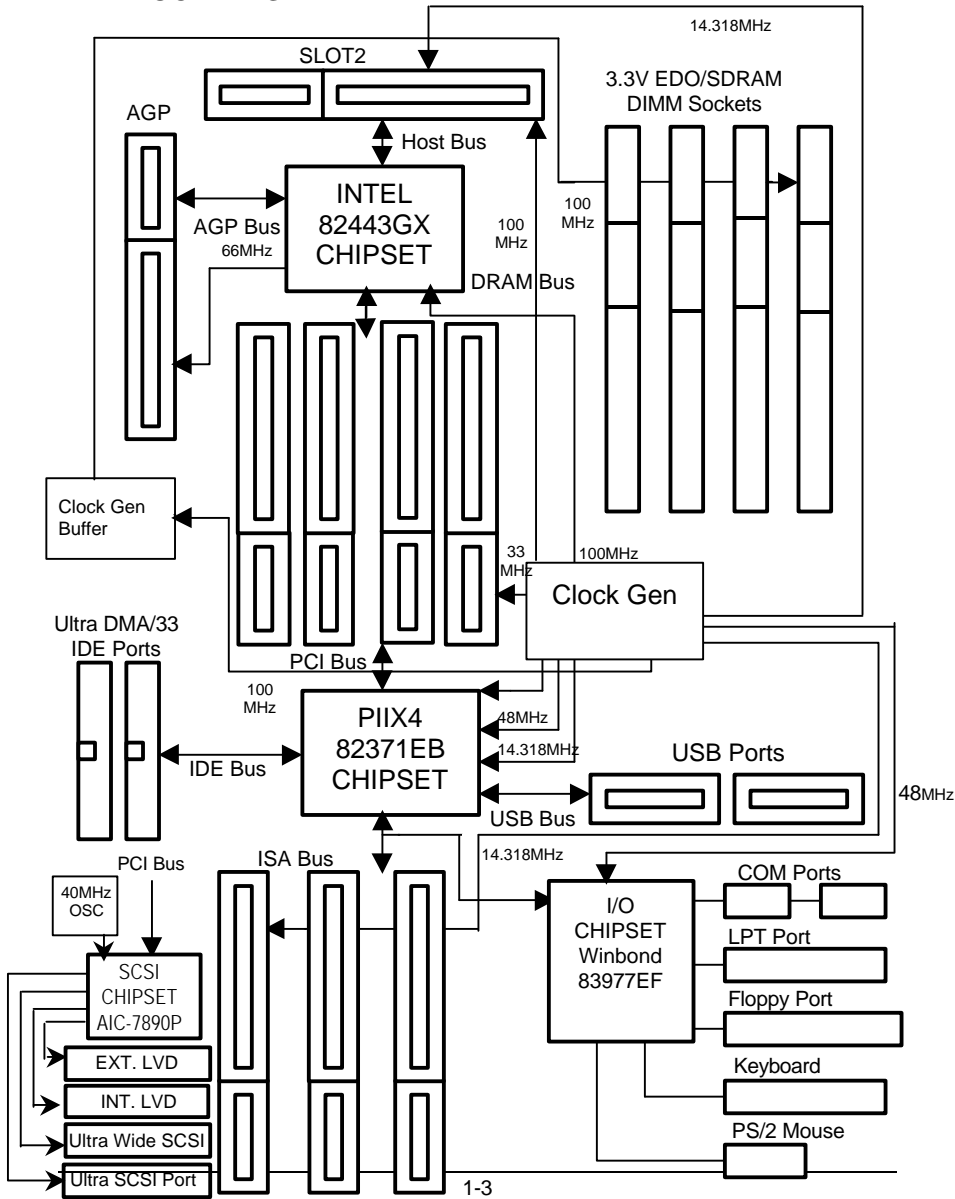 14.318MHz
SLOT2
3.3V EDO/SDRAM
DIMM Sockets
AGP
Host Bus
INTEL
82443GX
CHIPSET
AGP Bus
66MHz
100
MHz
100
MHz
DRAM Bus
Clock Gen
Buffer
33
MHz
100MHz
Clock Gen
Ultra DMA/33
IDE Ports
PCI Bus
100
MHz
PIIX4
82371EB
CHIPSET
48MHz
14.318MHz
IDE Bus
USB Ports
USB Bus
48MHz
PCI Bus
ISA Bus
14.318MHz
40MHz
OSC
COM Ports
I/O
CHIPSET
Winbond
83977EF
LPT Port
SCSI
CHIPSET
AIC-7890P
Floppy Port
EXT. LVD
Keyboard
INT. LVD
Ultra Wide SCSI
PS/2 Mouse
Ultra SCSI Port
1-3